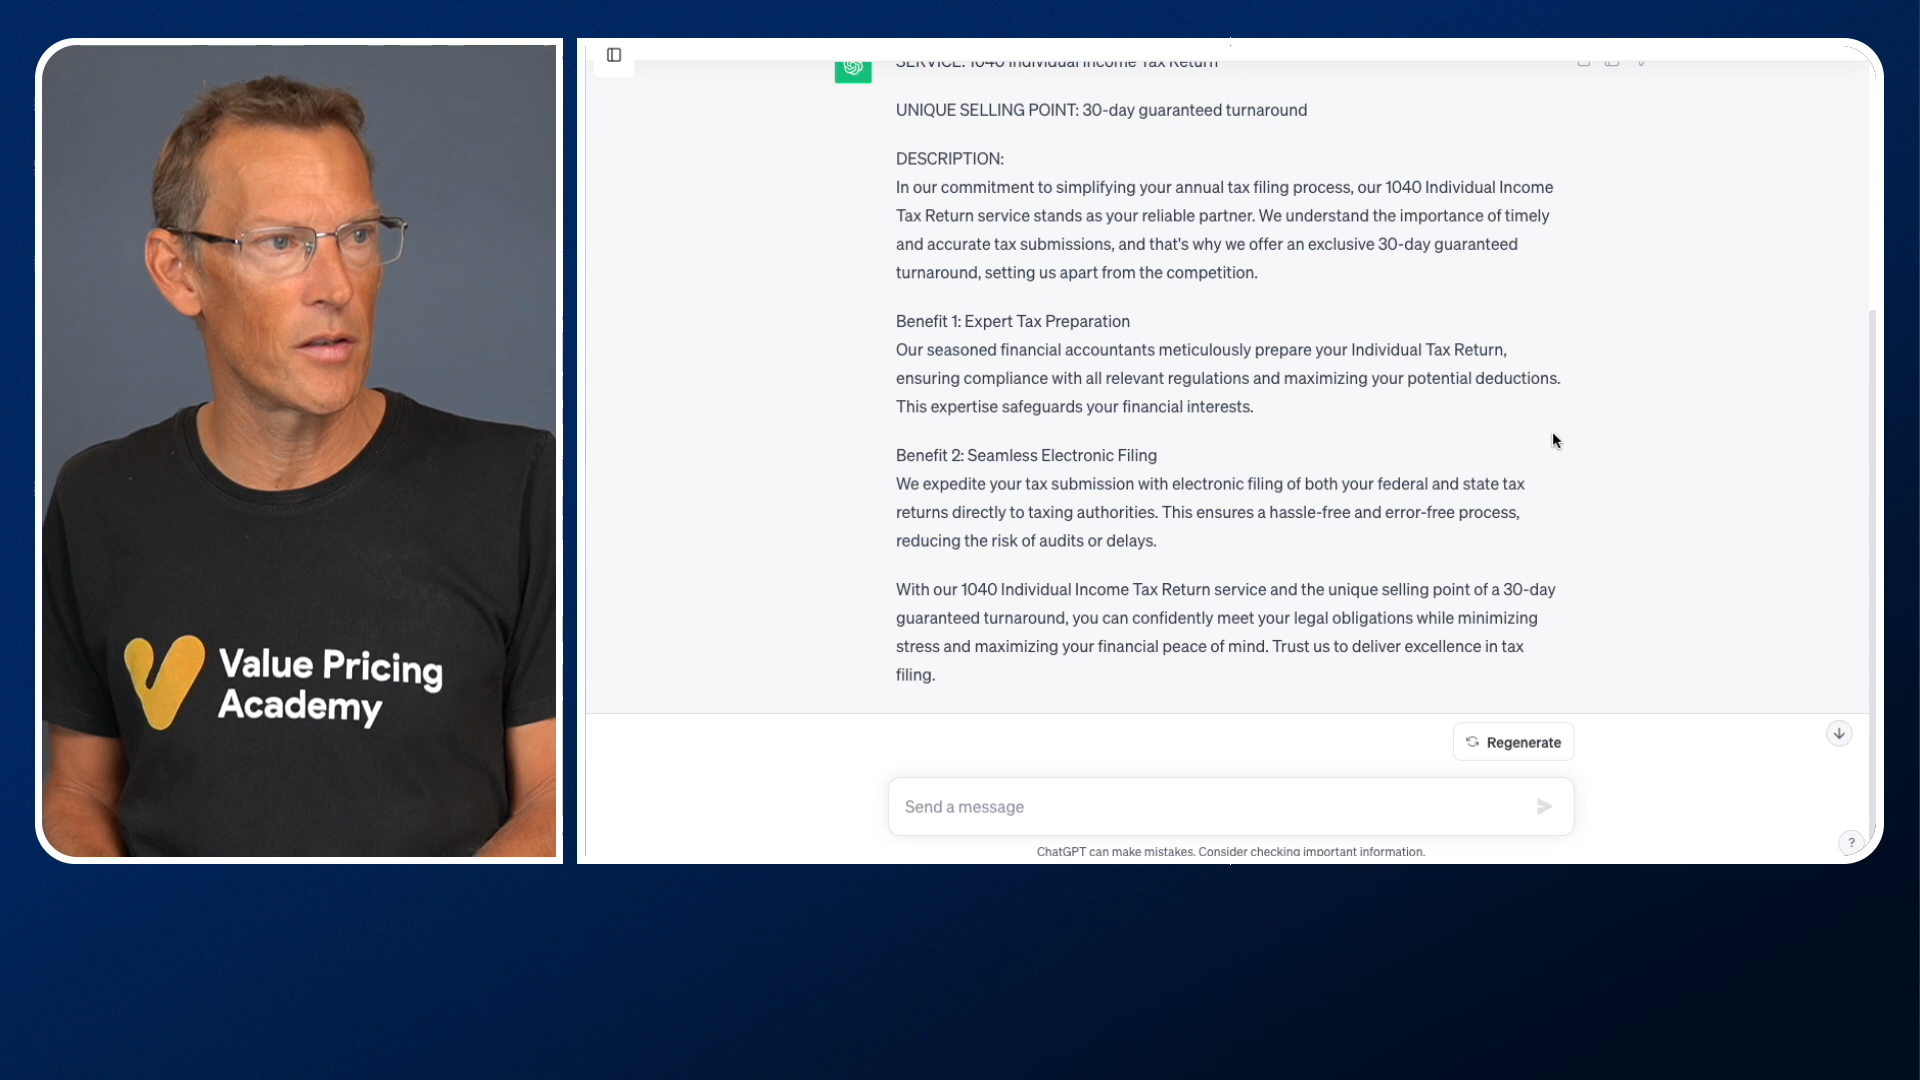 Value Pricing
Academy
SERVICE: 1040 Individual Income Tax Return
UNIQUE SELLING POINT: 30-day guaranteed turnaround
DESCRIPTION:
In our commitment to simplifying your annual tax filing process, our 1040 Individual Income
Tax Return service stands as your reliable partner. We understand the importance of timely
and accurate tax submissions, and that's why we offer an exclusive 30-day guaranteed
turnaround, setting us apart from the competition.
Benefit 1: Expert Tax Preparation
Our seasoned financial accountants meticulously prepare your Individual Tax Return,
ensuring compliance with all relevant regulations and maximizing your potential deductions.
This expertise safeguards your financial interests.
Benefit 2: Seamless Electronic Filing
We expedite your tax submission with electronic filing of both your federal and state tax
returns directly to taxing authorities. This ensures a hassle-free and error-free process,
reducing the risk of audits or delays.
With our 1040 Individual Income Tax Return service and the unique selling point of a 30-day
guaranteed turnaround, you can confidently meet your legal obligations while minimizing
stress and maximizing your financial peace of mind. Trust us to deliver excellence in tax
filing.
Regenerate
Send a message
?
ChatGPT can make mistakes. Consider checking important information.